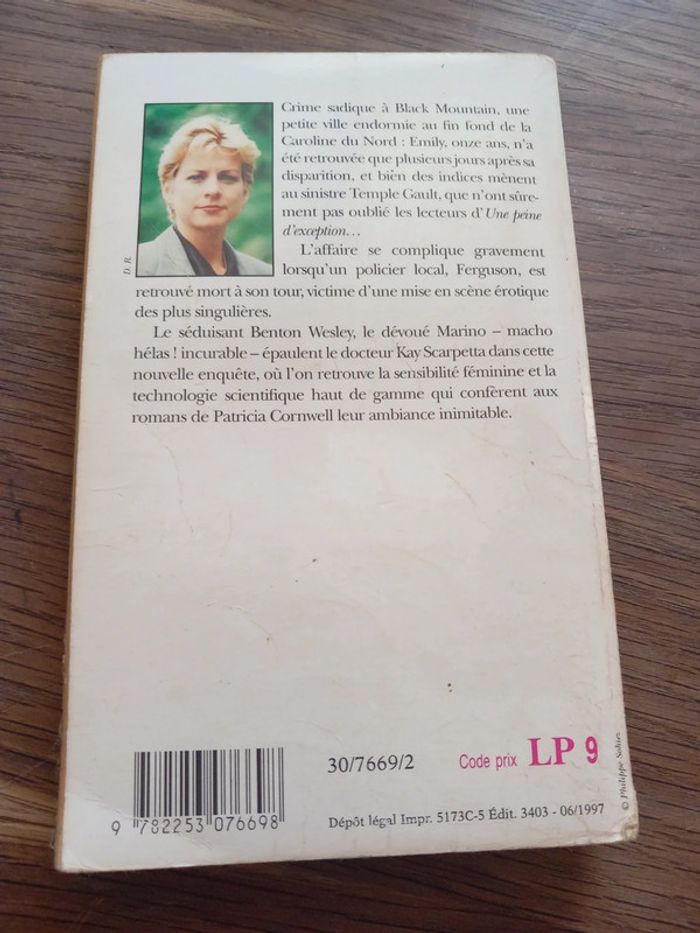 Crime sadique à Black Mountain, une
petite ville endormie au fin fond de la
Caroline du Nord : Emily, onze ans, n'a
été retrouvée que plusieurs jours après sa
disparition, et bien des indices mènent
au sinistre Temple Gault, que n'ont sûre-
ment pas oublié les lecteurs d'Une peine
d'exception...
D. R.
L'affaire se complique gravement
lorsqu'un policier local, Ferguson, est
retrouvé mort à son tour, victime d'une mise en scène érotique
des plus singulières.
Le séduisant Benton Wesley, le dévoué Marino – macho
hélas ! incurable – épaulent le docteur Kay Scarpetta dans cette
nouvelle enquête, où l'on retrouve la sensibilité féminine et la
technologie scientifique haut de gamme qui confèrent aux
romans de Patricia Cornwell leur ambiance inimitable.
30/7669/2
Code prix LP 9
9 782253 076698
Dépôt légal Impr. 5173C-5 Édit. 3403 - 06/1997
© Philippe